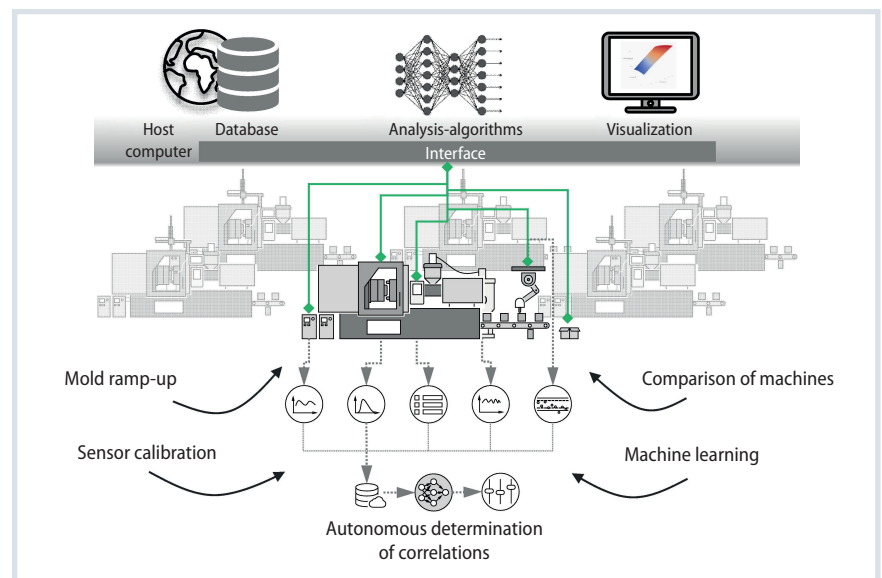 Host computer
Database
Analysis-algorithms
Visualization
Interface
Mold ramp-up
Comparison of machines
Sensor calibration
Machine learning
Autonomous determination
of correlations